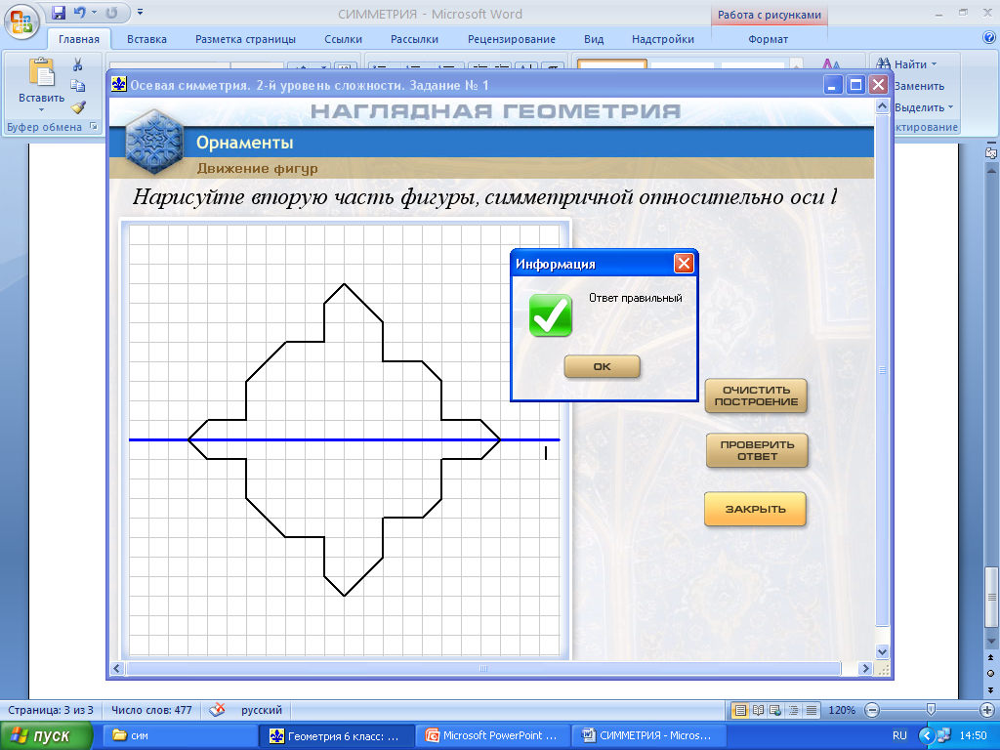 СИММЕТРИЯ - Microsoft Word
Работа с рисунками
Главная Вставка Разметка страницы Ссылки Рассылки Рецензирование Вид Надстройки Формат
Вставить
Буфер обмена
Найти
Заменить
Выделить
ктирование
Осевая симметрия. 2-й уровень сложности. Задание № 1
НАГЛЯДНАЯ ГЕОМЕТРИЯ
Орнаменты
Движение фигур
Нарисуйте вторую часть фигуры, симметричной относительно оси l
Информация
Ответ правильный
ОК
ОЧИСТИТЬ
ПОСТРОЕНИЕ
l
ПРОВЕРИТЬ
ОТВЕТ
ЗАКРЫТЬ
Страница: 3 из 3 Число слов: 477 русский 120%
пуск сим Геометрия 6 класс: ... Microsoft PowerPoint ... СИММЕТРИЯ - Micros... RU 14:50